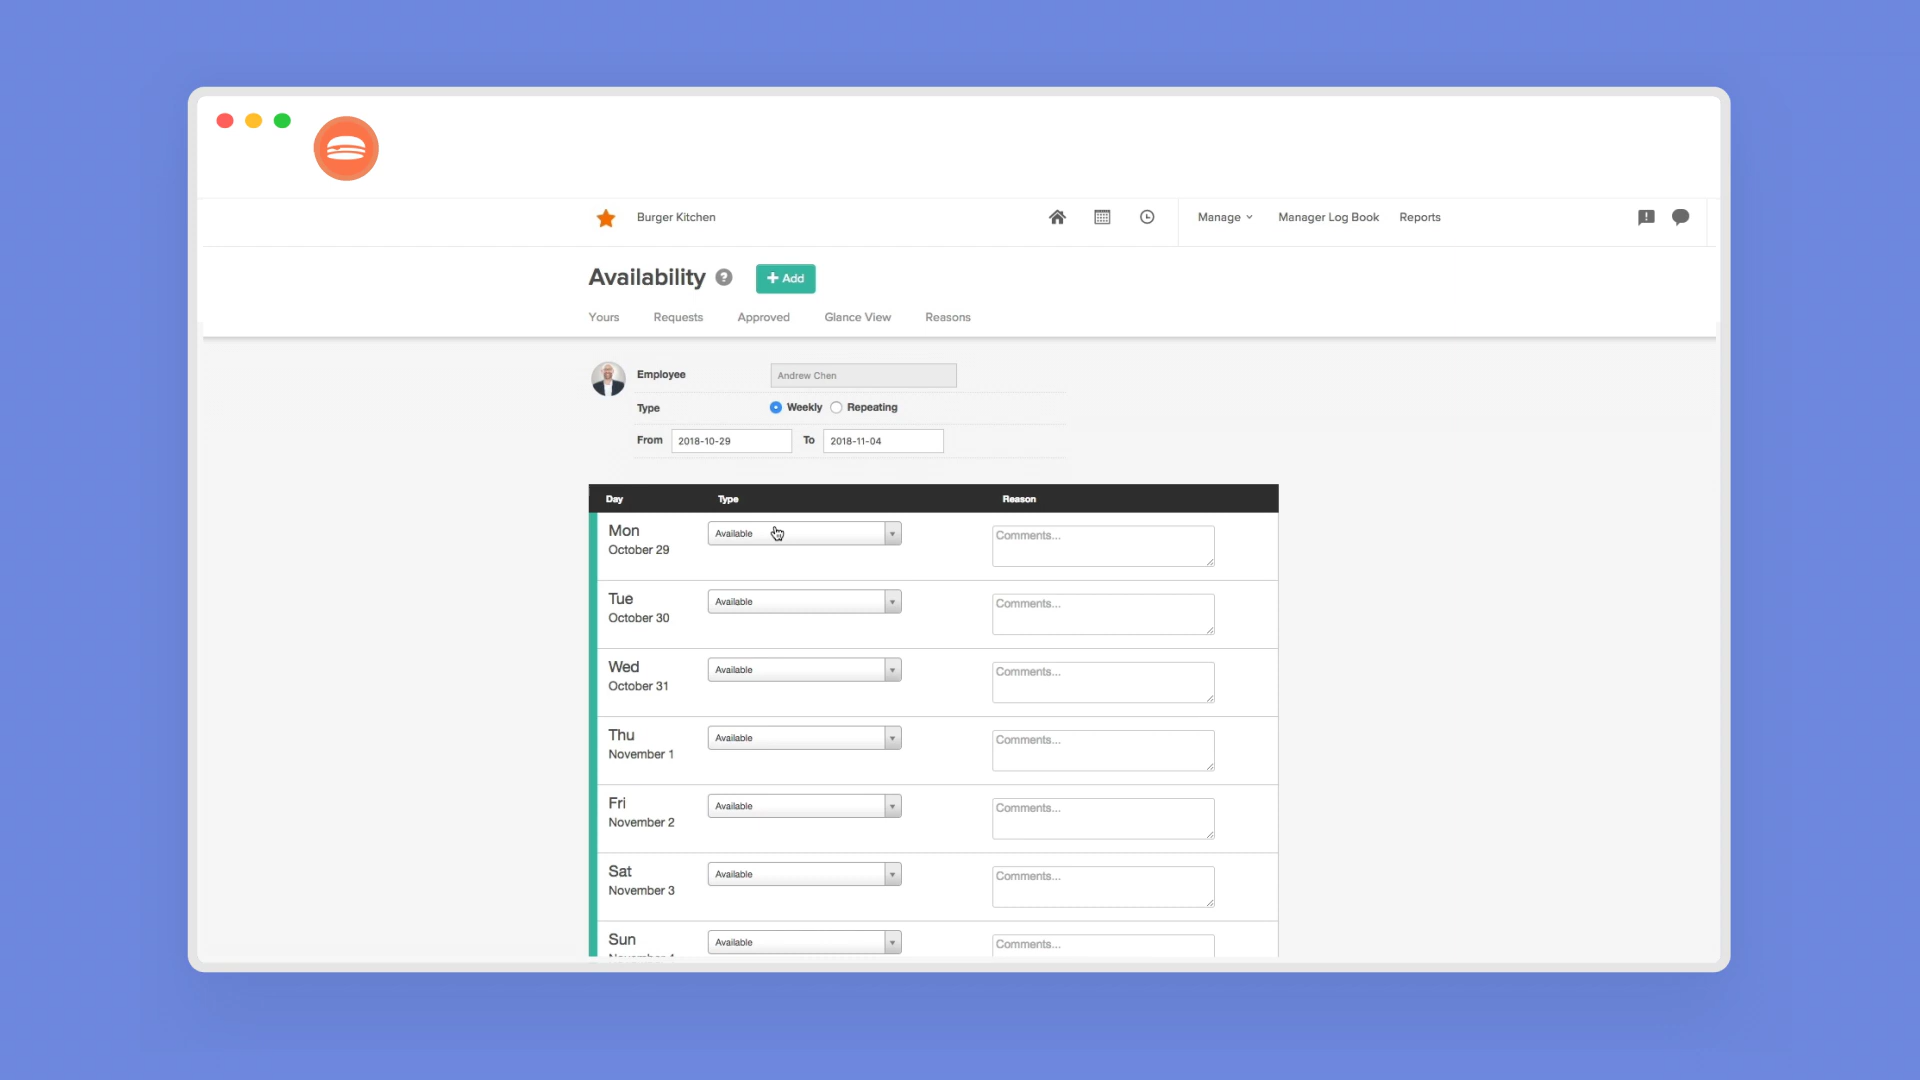 Burger Kitchen
Manage
Manager Log Book
Reports
Availability ?
+ Add
Yours
Requests
Approved
Glance View
Reasons
Employee
Andrew Chen
Type
Weekly
Repeating
From
2018-10-29
To
2018-11-04
Day
Type
Reason
Mon
October 29
Available
Comments...
Tue
October 30
Available
Comments...
Wed
October 31
Available
Comments...
Thu
November 1
Available
Comments...
Fri
November 2
Available
Comments...
Sat
November 3
Available
Comments...
Sun
Available
Comments...